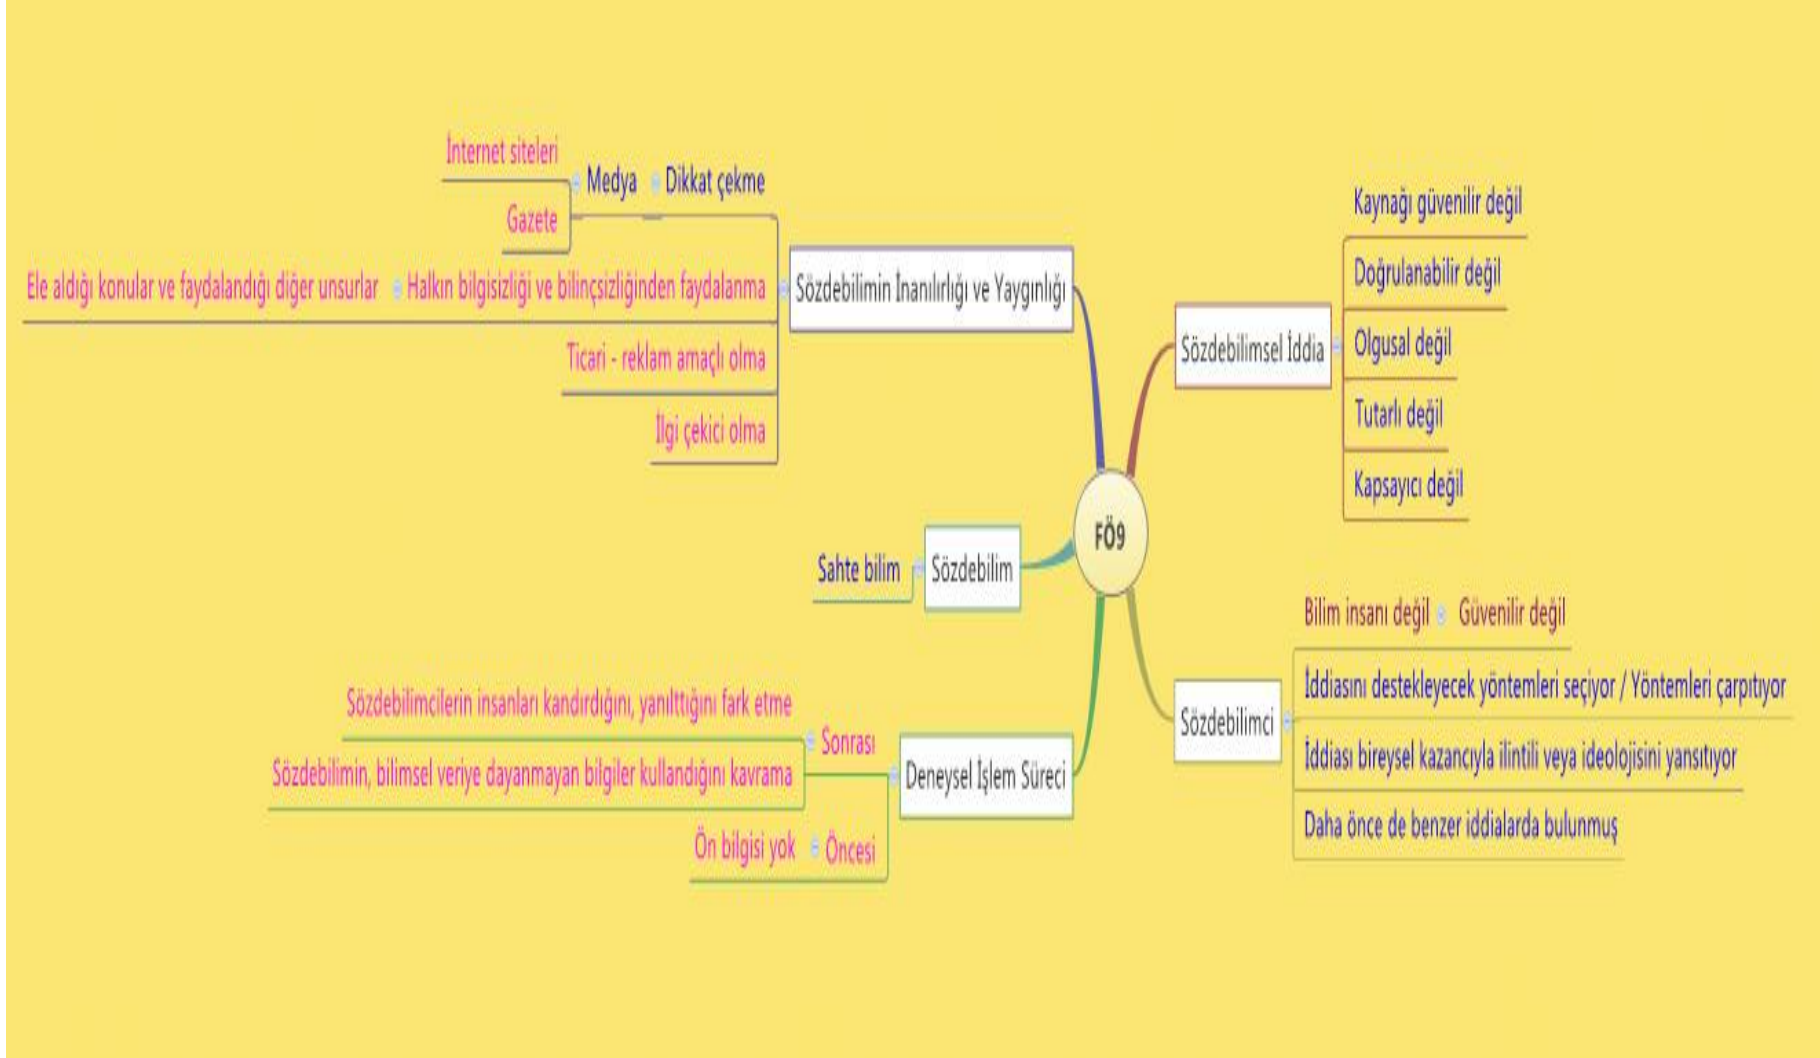 İnternet siteleri
Medya
Dikkat çekme
Gazete
Ele aldığı konular ve faydalandığı diğer unsurlar
Halkın bilgisizliği ve bilinçsizliğinden faydalanma
Sözdebilimin İnanılırlığı ve Yaygınlığı
Ticari - reklam amaçlı olma
İlgi çekici olma
Sahte bilim
Sözdebilim
Sözdebilimcilerin insanları kandırdığını, yanılttığını fark etme
Sonrası
Sözdebilimin, bilimsel veriye dayanmayan bilgiler kullandığını kavrama
Deneysel İşlem Süreci
Ön bilgisi yok
Öncesi
FÖ9
Sözdebilimsel İddia
Kaynağı güvenilir değil
Doğrulanabilir değil
Olgusal değil
Tutarlı değil
Kapsayıcı değil
Sözdebilimci
Bilim insanı değil
Güvenilir değil
İddiasını destekleyecek yöntemleri seçiyor / Yöntemleri çarpıtıyor
İddiası bireysel kazancıyla ilintili veya ideolojisini yansıtıyor
Daha önce de benzer iddialarda bulunmuş